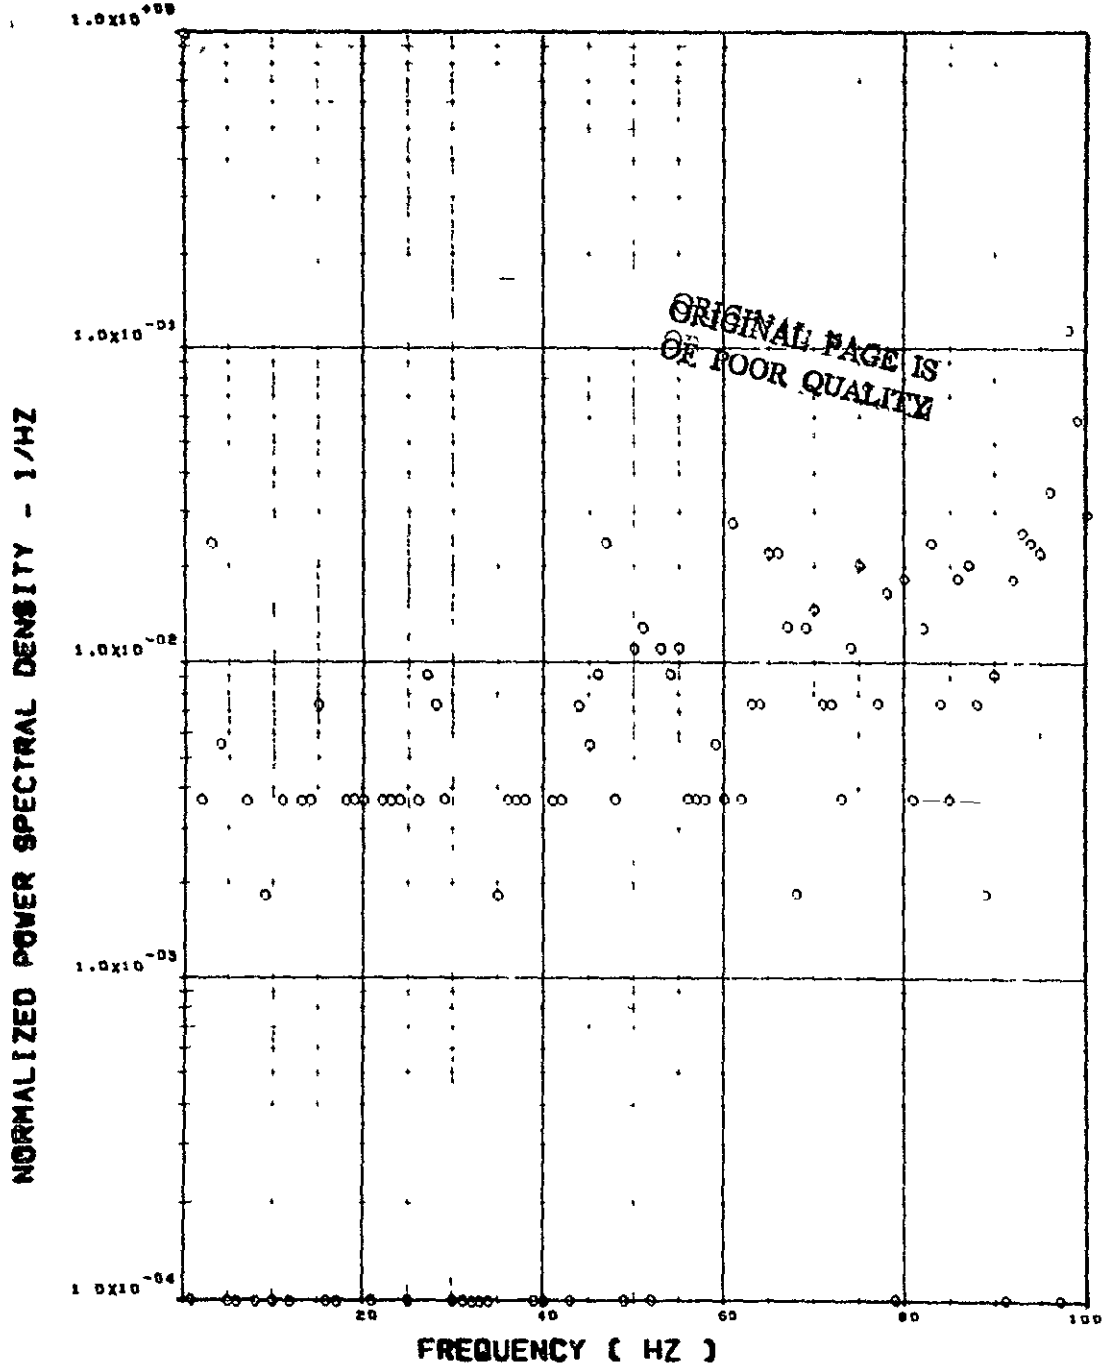 1.0X10+00
1.0X10-01
ORIGINAL PAGE IS
OF POOR QUALITY
NORMALIZED POWER SPECTRAL DENSITY - 1/HZ
1.0X10-02
1.0X10-03
1 0X10-04
20
40
60
80
100
FREQUENCY ( HZ )